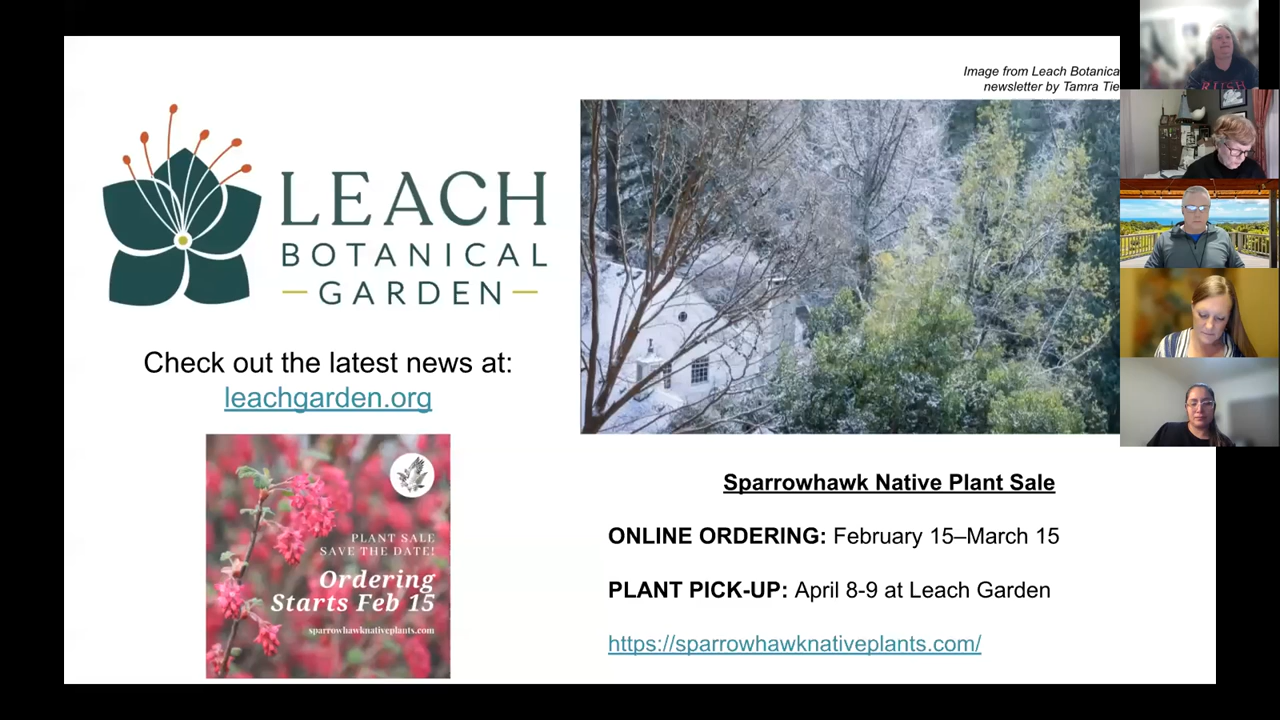 Image from Leach Botanica
newsletter by Tamra Tie
LEACH
BOTANICAL
GARDEN
Check out the latest news at:
leachgarden.org
PLANT SALE
SAVE THE DATE!
Ordering
Starts Feb 15
sparrowhawknativeplants.com
Sparrowhawk Native Plant Sale
ONLINE ORDERING: February 15–March 15
PLANT PICK-UP: April 8-9 at Leach Garden
https://sparrowhawknativeplants.com/
RUSH